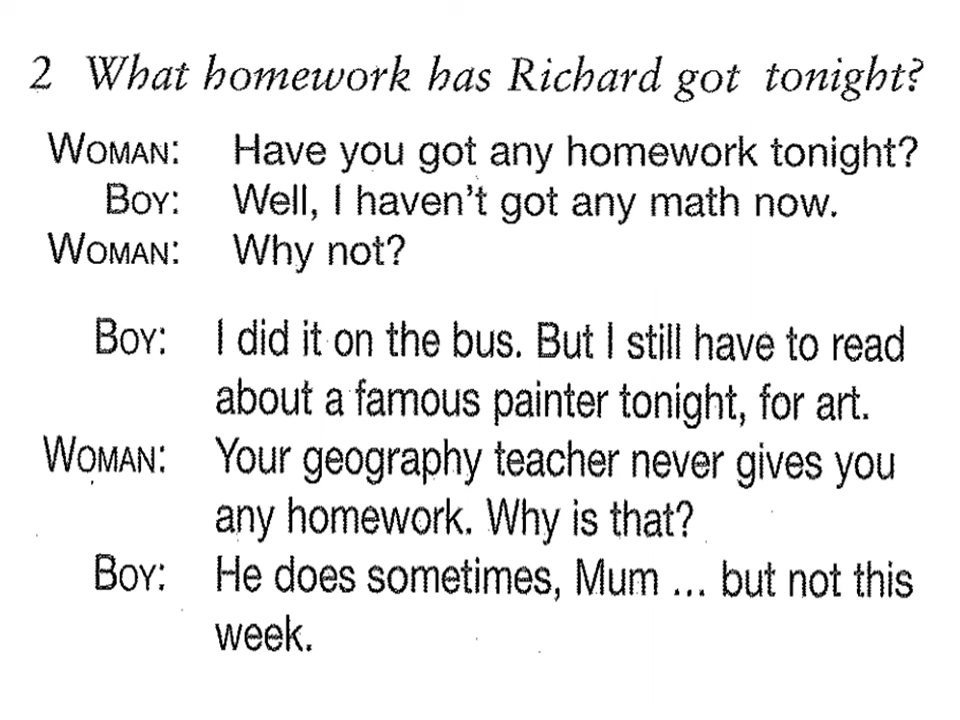 2 What homework has Richard got tonight?
WOMAN: Have you got any homework tonight?
BOY: Well, I haven't got any math now.
WOMAN: Why not?
BOY: I did it on the bus. But I still have to read
about a famous painter tonight, for art.
WOMAN: Your geography teacher never gives you
any homework. Why is that?
BOY: He does sometimes, Mum ... but not this
week.